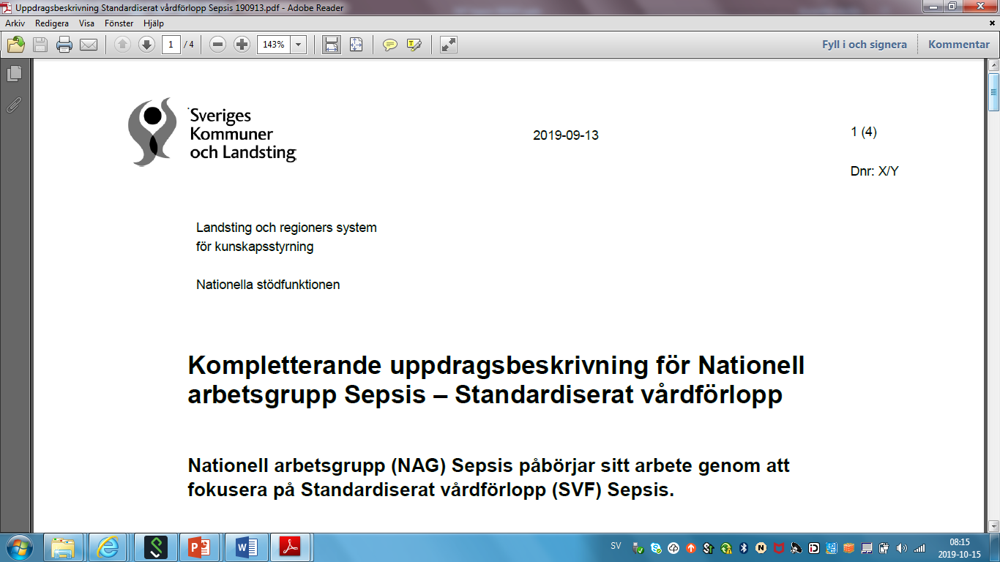 Uppdragsbeskrivning Standardiserat vårdförlopp Sepsis 190913.pdf - Adobe Reader
Arkiv Redigera Visa Fönster Hjälp
1 / 4 143% Fyll i och signera Kommentar
Sveriges
Kommuner
och Landsting
2019-09-13
1 (4)
Dnr: X/Y
Landsting och regioners system
för kunskapsstyrning
Nationella stödfunktionen
Kompletterande uppdragsbeskrivning för Nationell
arbetsgrupp Sepsis – Standardiserat vårdförlopp
Nationell arbetsgrupp (NAG) Sepsis påbörjar sitt arbete genom att
fokusera på Standardiserat vårdförlopp (SVF) Sepsis.
SV
08:15
2019-10-15